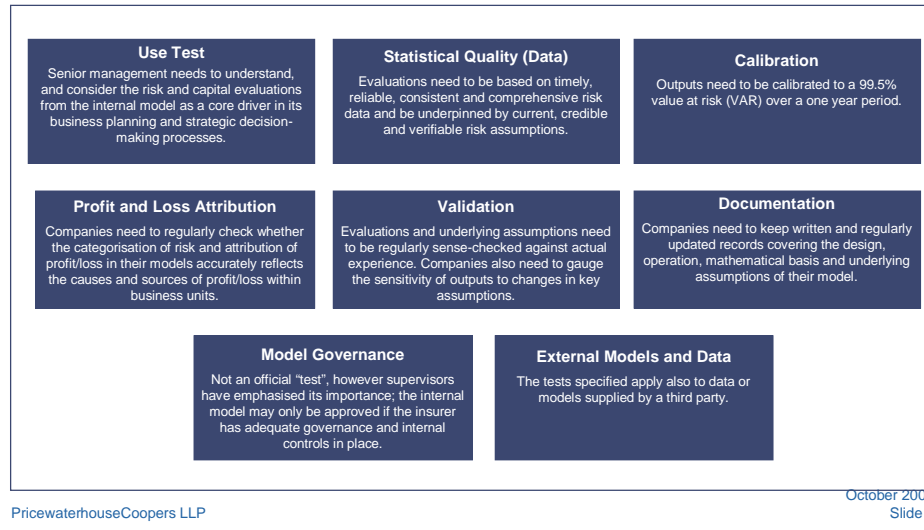 Use Test
Senior management needs to understand,
and consider the risk and capital evaluations
from the internal model as a core driver in its
business planning and strategic decision-
making processes.
Statistical Quality (Data)
Evaluations need to be based on timely,
reliable, consistent and comprehensive risk
data and be underpinned by current, credible
and verifiable risk assumptions.
Calibration
Outputs need to be calibrated to a 99.5%
value at risk (VAR) over a one year period.
Profit and Loss Attribution
Companies need to regularly check whether
the categorisation of risk and attribution of
profit/loss in their models accurately reflects
the causes and sources of profit/loss within
business units.
Validation
Evaluations and underlying assumptions need
to be regularly sense-checked against actual
experience. Companies also need to gauge
the sensitivity of outputs to changes in key
assumptions.
Documentation
Companies need to keep written and regularly
updated records covering the design,
operation, mathematical basis and underlying
assumptions of their model.
Model Governance
Not an official “test”, however supervisors
have emphasised its importance; the internal
model may only be approved if the insurer
has adequate governance and internal
controls in place.
External Models and Data
The tests specified apply also to data or
models supplied by a third party.
PricewaterhouseCoopers LLP
October 200
Slide